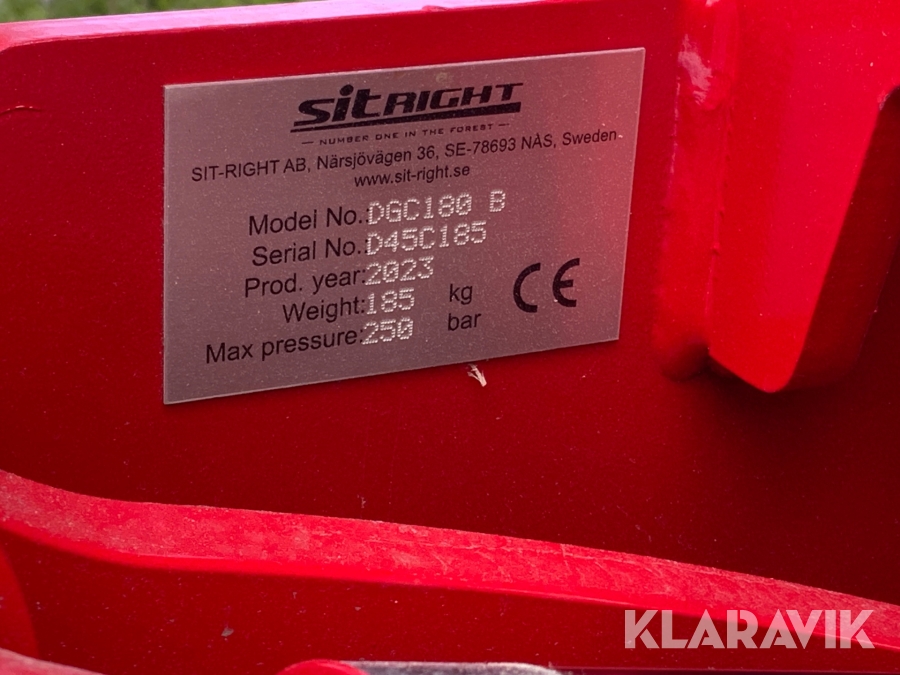 sitRIGHT
— NUMBER ONE IN THE FOREST —
SIT-RIGHT AB, Närsjövägen 36, SE-78693 NÅS, Sweden
www.sit-right.se
Model No.:DGC180 B
Serial No.:D45C185
Prod. year:2023
Weight:185 kg
Max pressure:250 bar
CE
KLARAVIK